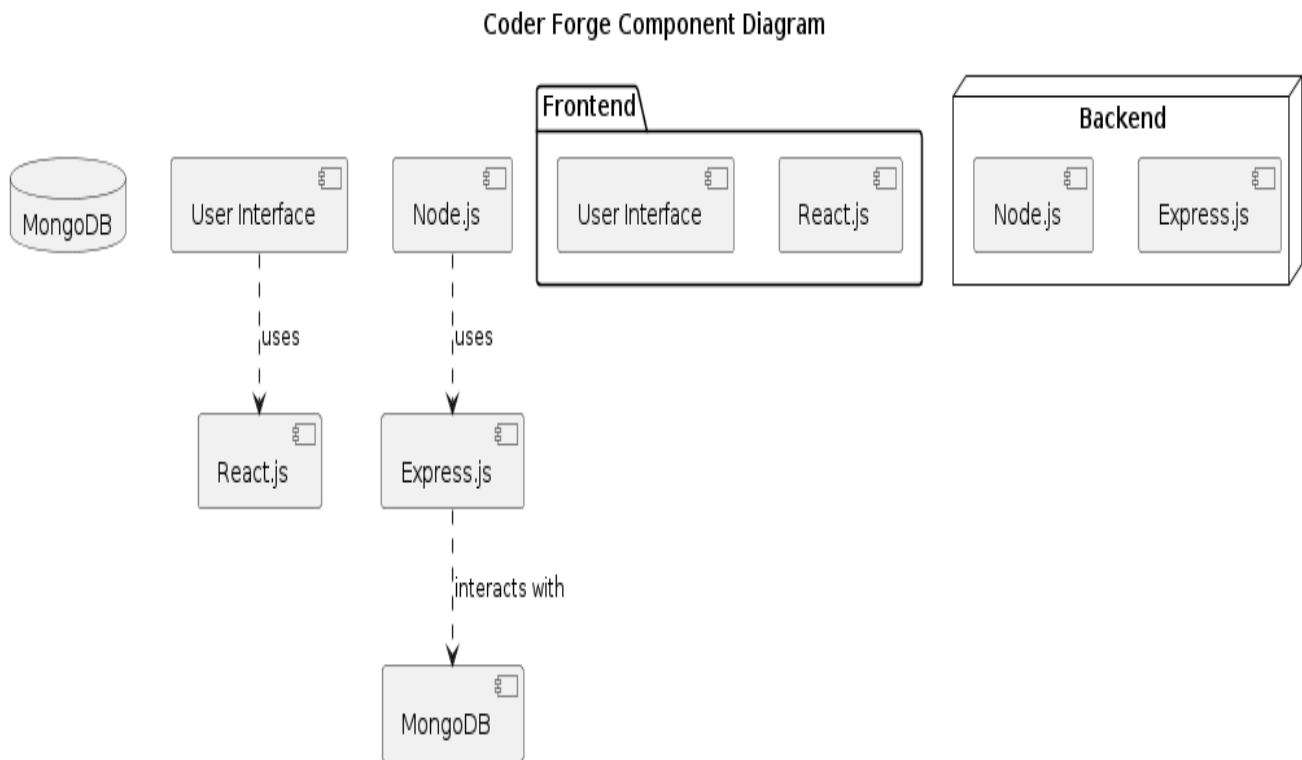 Coder Forge Component Diagram
Frontend
Backend
MongoDB
User Interface
Node.js
User Interface
React.js
Node.js
Express.js
uses
uses
React.js
Express.js
interacts with
MongoDB